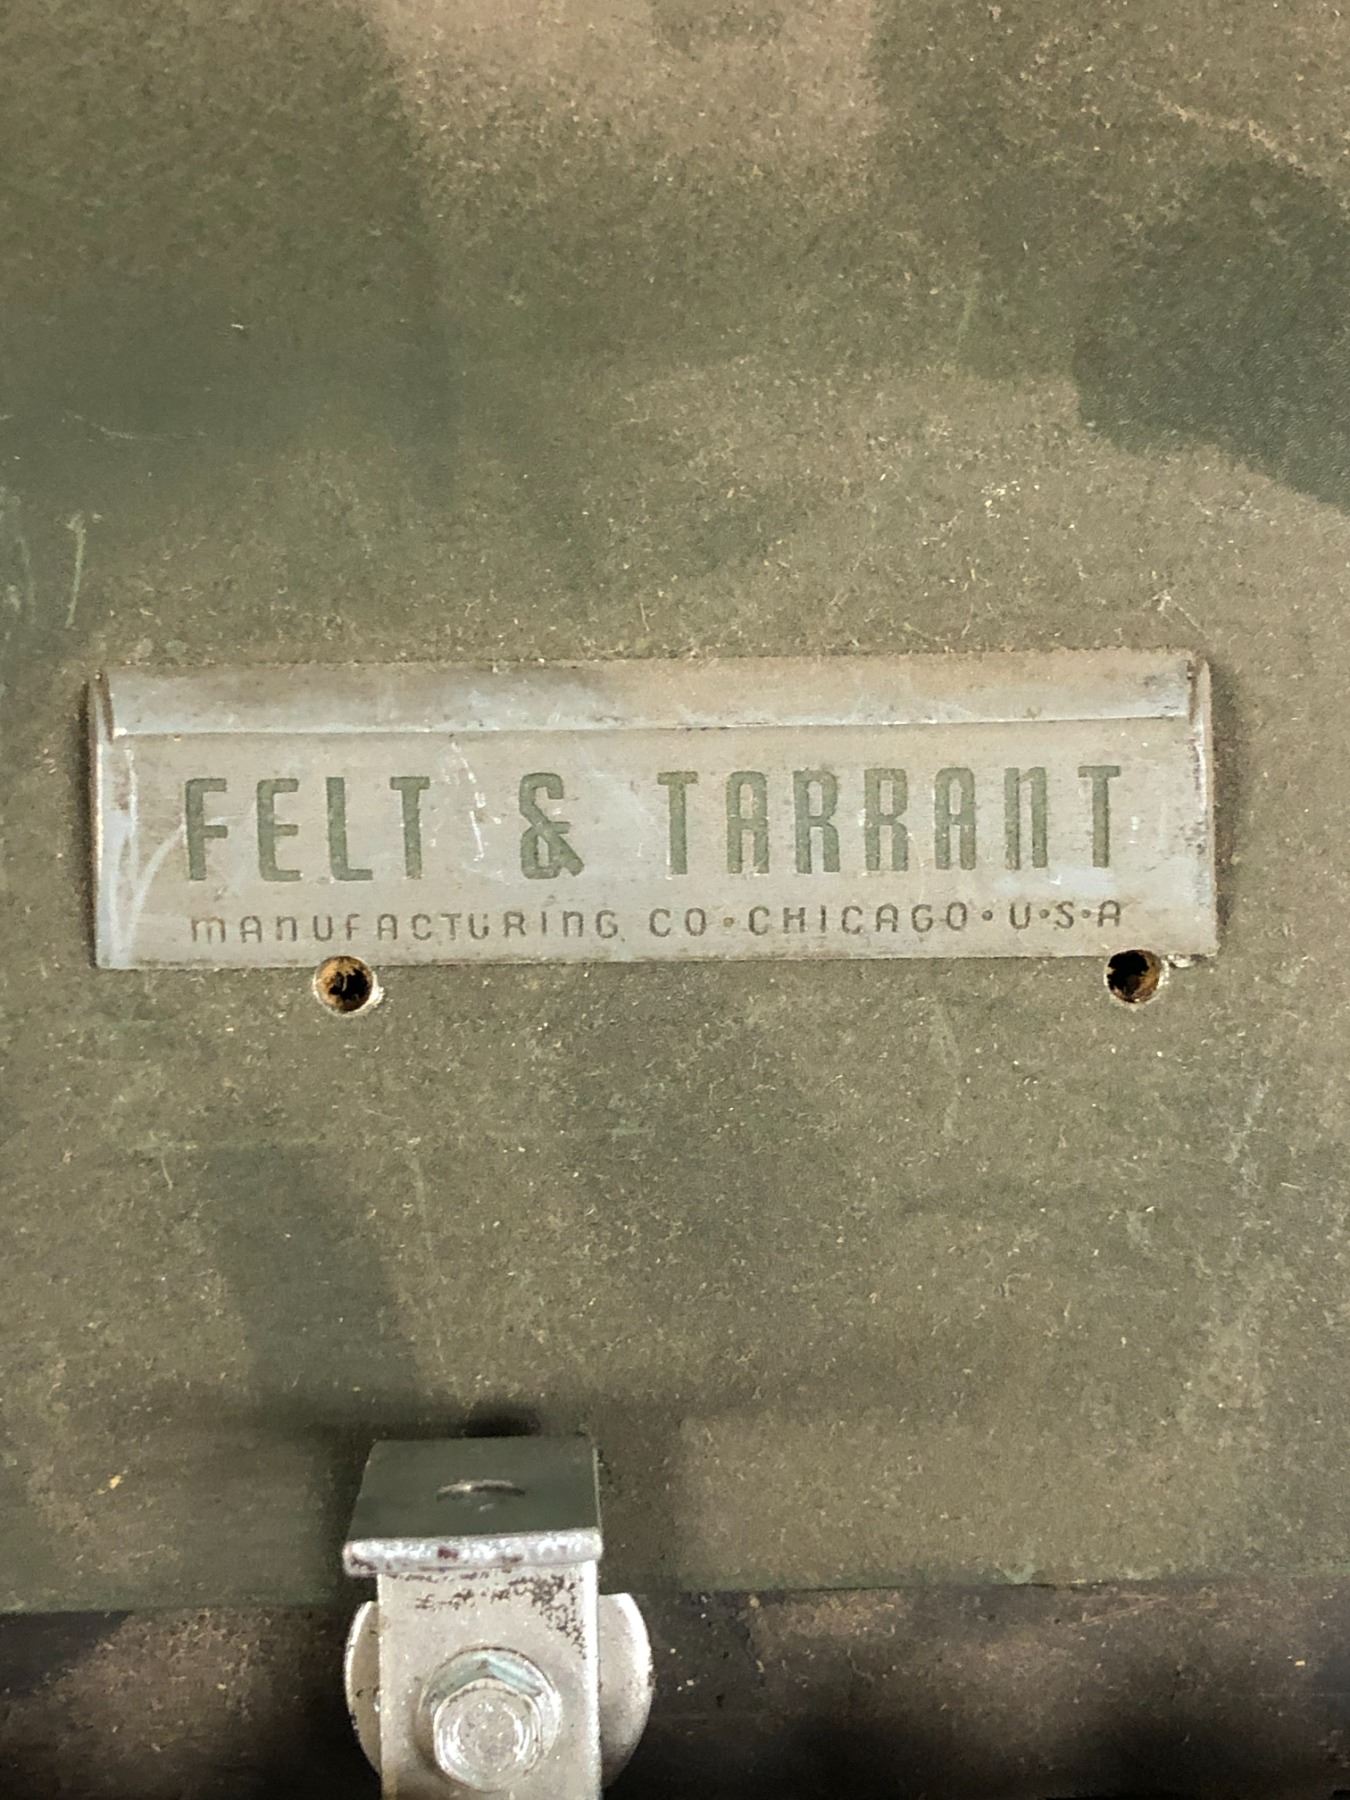 FELT & TARRANT
MANUFACTURING CO•CHICAGO•U•S•A